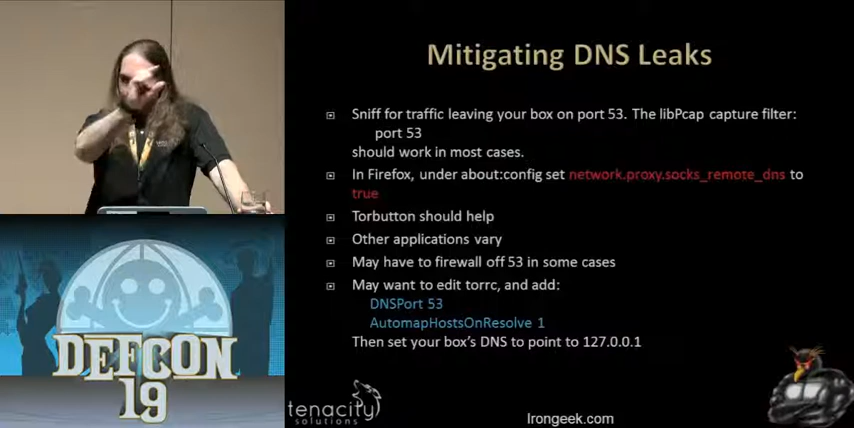 Mitigating DNS Leaks
Sniff for traffic leaving your box on port 53. The libPcap capture filter:
port 53
should work in most cases.
In Firefox, under about:config set network.proxy.socks_remote_dns to
true
Torbutton should help
Other applications vary
May have to firewall off 53 in some cases
May want to edit torrc, and add:
DNSPort 53
AutomapHostsOnResolve 1
Then set your box's DNS to point to 127.0.0.1
DEFCON
19
tenacity
solutions
Irongeek.com